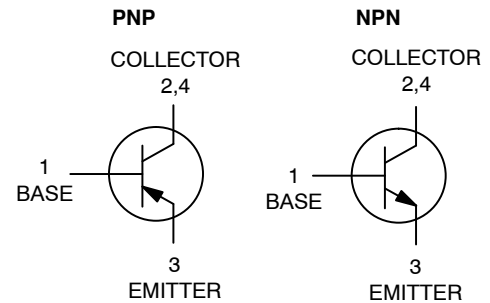 PNP
COLLECTOR
2,4
1
BASE
3
EMITTER
NPN
COLLECTOR
2,4
1
BASE
3
EMITTER